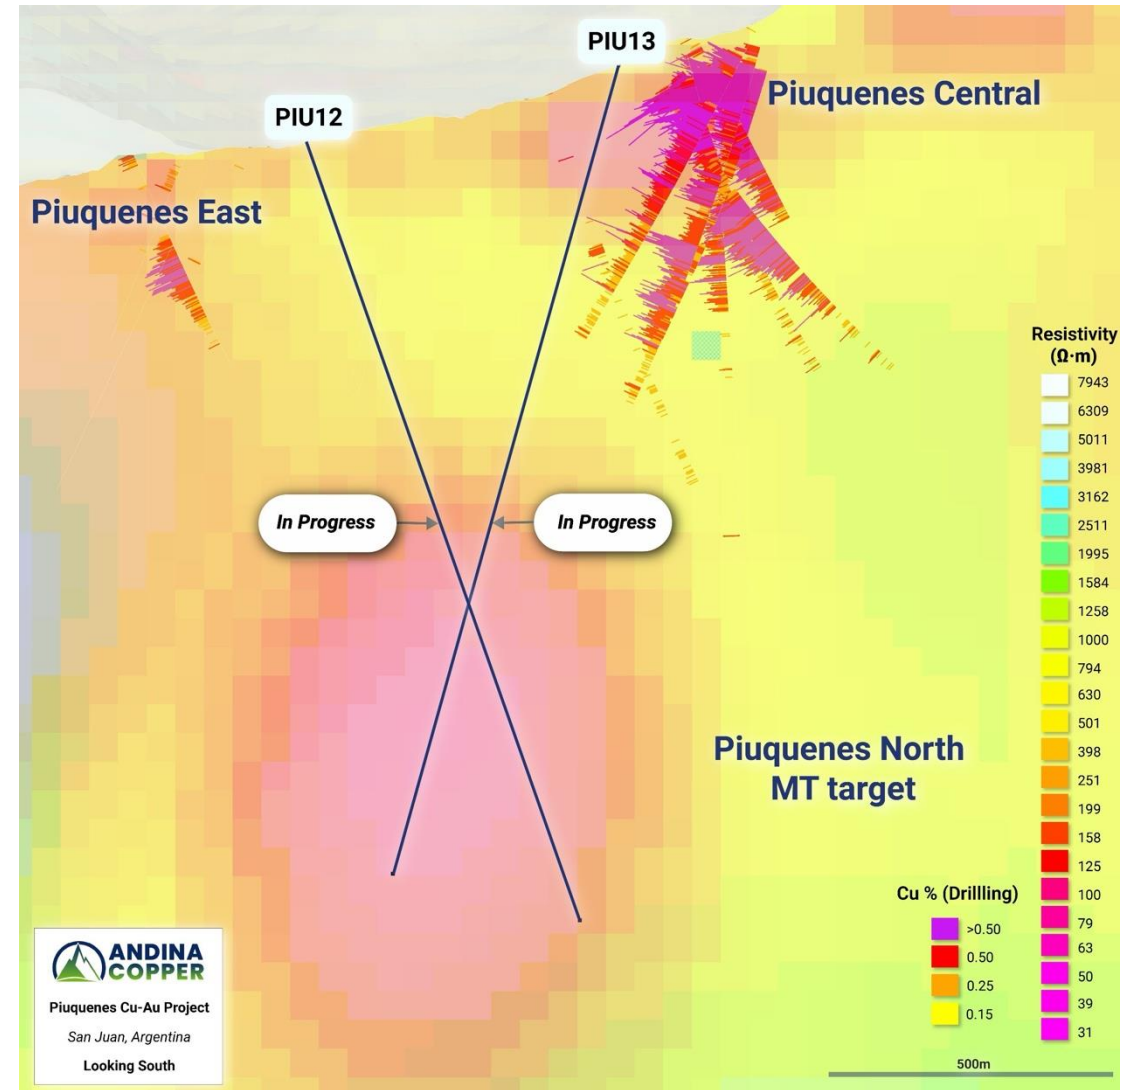 PIU13
Piuquenes Central
PIU12
Piuquenes East
Resistivity
(Ω·m)
7943
6309
5011
3981
3162
2511
1995
1584
1258
1000
794
630
501
398
251
199
158
125
100
79
63
50
39
31
In Progress
In Progress
Piuquenes North
MT target
Cu % (Drillling)
>0.50
0.50
0.25
0.15
ANDINA
COPPER
Piuquenes Cu-Au Project
San Juan, Argentina
Looking South
500m